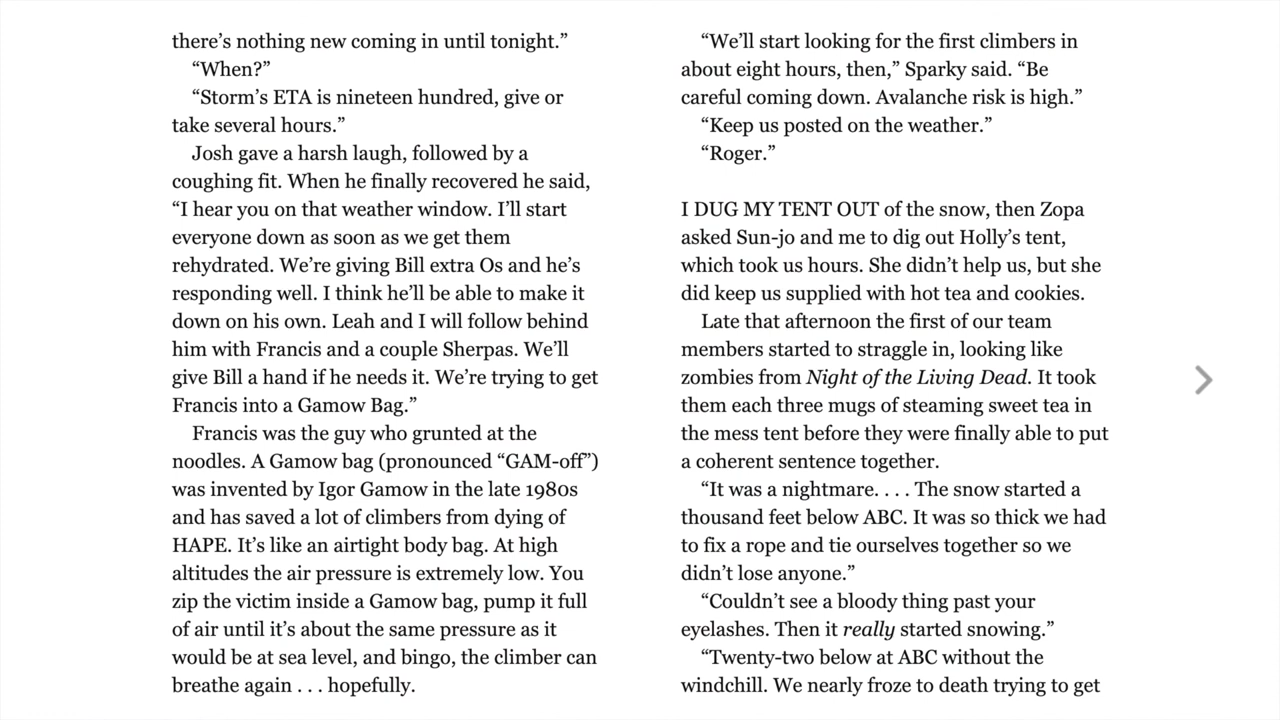 there’s nothing new coming in until tonight.”
“When?”
“Storm’s ETA is nineteen hundred, give or
take several hours.”
Josh gave a harsh laugh, followed by a
coughing fit. When he finally recovered he said,
“I hear you on that weather window. I’ll start
everyone down as soon as we get them
rehydrated. We’re giving Bill extra Os and he’s
responding well. I think he’ll be able to make it
down on his own. Leah and I will follow behind
him with Francis and a couple Sherpas. We’ll
give Bill a hand if he needs it. We’re trying to get
Francis into a Gamow Bag.”
Francis was the guy who grunted at the
noodles. A Gamow bag (pronounced “GAM-off”)
was invented by Igor Gamow in the late 1980s
and has saved a lot of climbers from dying of
HAPE. It’s like an airtight body bag. At high
altitudes the air pressure is extremely low. You
zip the victim inside a Gamow bag, pump it full
of air until it’s about the same pressure as it
would be at sea level, and bingo, the climber can
breathe again . . . hopefully.
“We’ll start looking for the first climbers in
about eight hours, then,” Sparky said. “Be
careful coming down. Avalanche risk is high.”
“Keep us posted on the weather.”
“Roger.”
I DUG MY TENT OUT of the snow, then Zopa
asked Sun-jo and me to dig out Holly’s tent,
which took us hours. She didn’t help us, but she
did keep us supplied with hot tea and cookies.
Late that afternoon the first of our team
members started to straggle in, looking like
zombies from Night of the Living Dead. It took
them each three mugs of steaming sweet tea in
the mess tent before they were finally able to put
a coherent sentence together.
“It was a nightmare. . . . The snow started a
thousand feet below ABC. It was so thick we had
to fix a rope and tie ourselves together so we
didn’t lose anyone.”
“Couldn’t see a bloody thing past your
eyelashes. Then it really started snowing.”
“Twenty-two below at ABC without the
windchill. We nearly froze to death trying to get